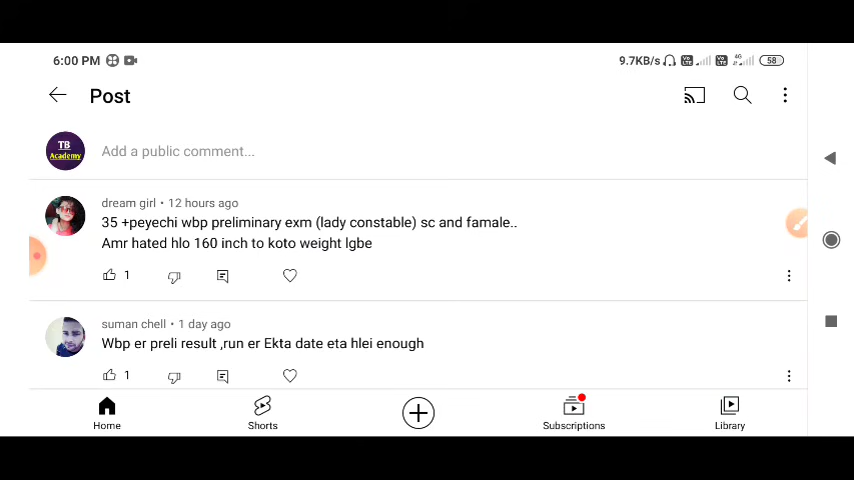 6:00 PM 9.7KB/s 4G 58
Post
TB
Academy
Add a public comment...
dream girl • 12 hours ago
35 +peyechi wbp preliminary exm (lady constable) sc and famale..
Amr hated hlo 160 inch to koto weight lgbe
1
suman chell • 1 day ago
Wbp er preli result ,run er Ekta date eta hlei enough
1
Home Shorts Subscriptions Library